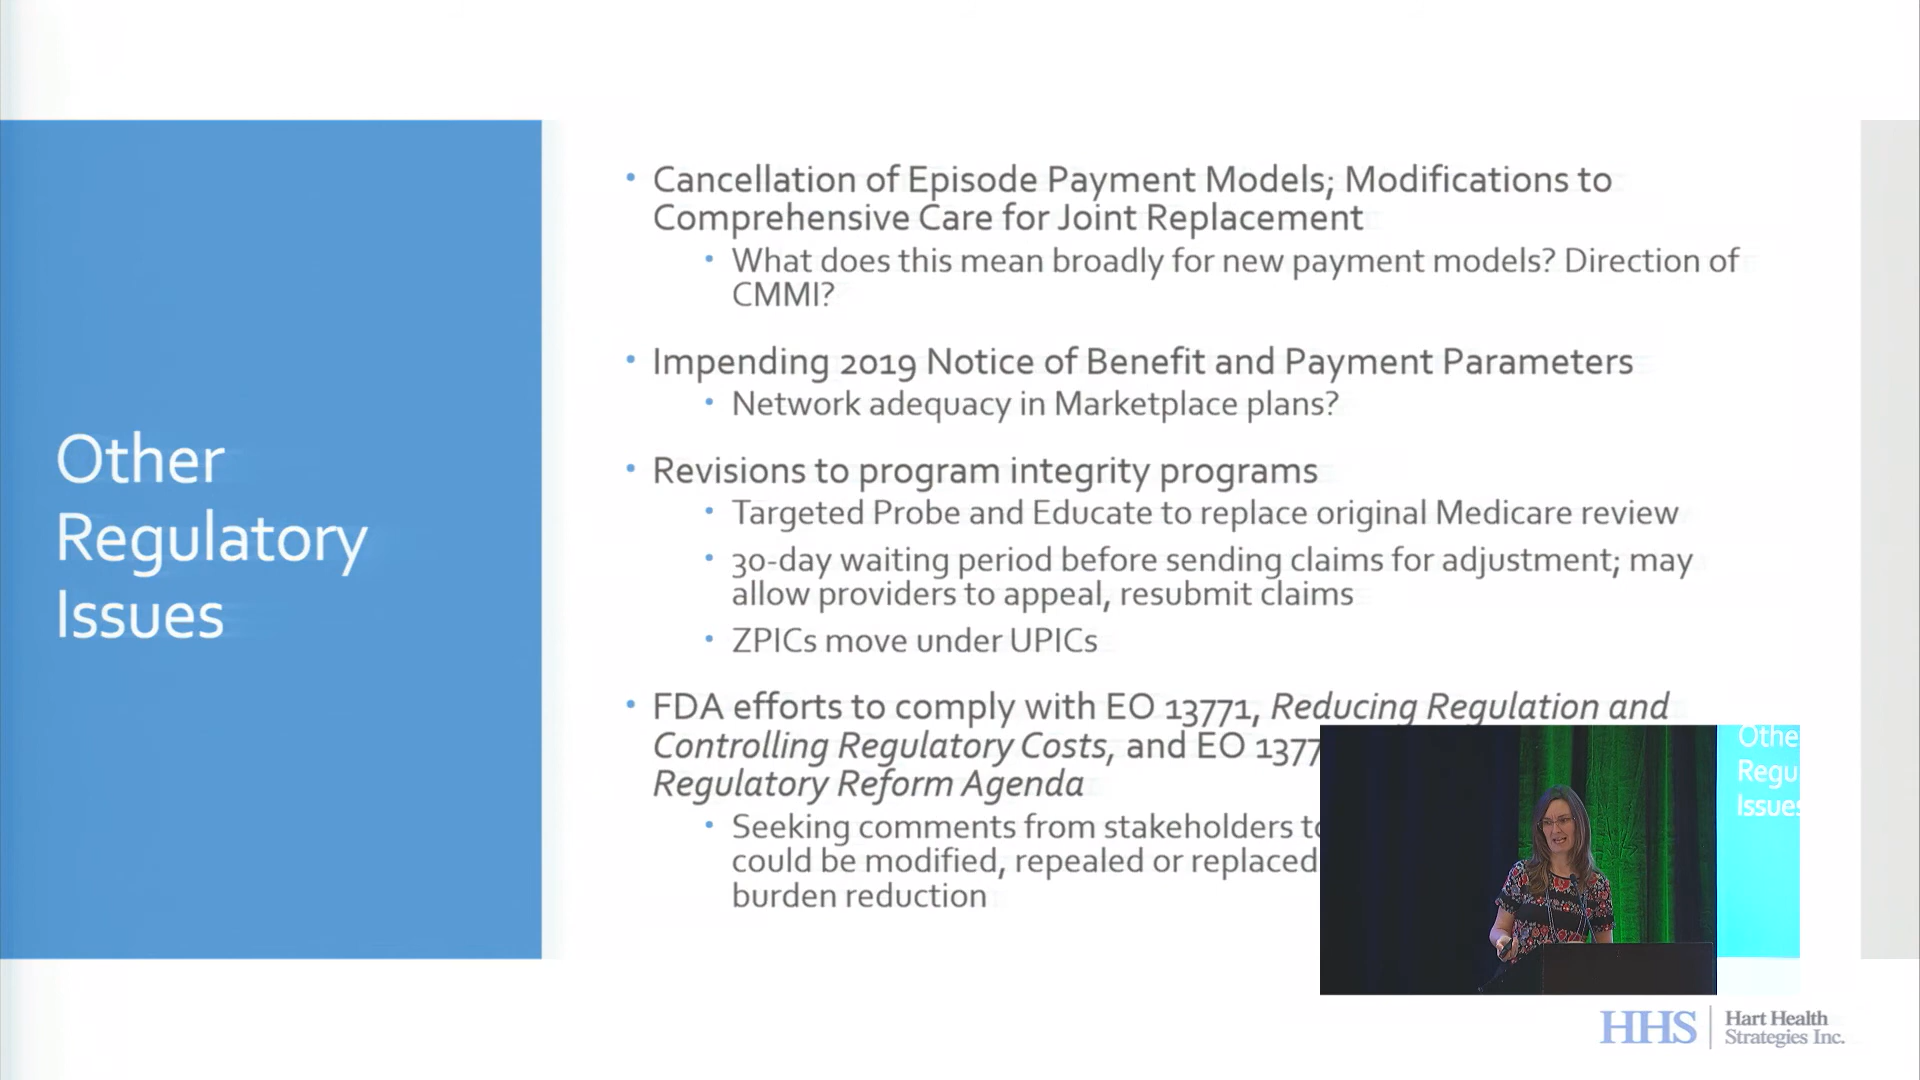 Other
Regulatory
Issues
• Cancellation of Episode Payment Models; Modifications to
Comprehensive Care for Joint Replacement
• What does this mean broadly for new payment models? Direction of
CMMI?
• Impending 2019 Notice of Benefit and Payment Parameters
• Network adequacy in Marketplace plans?
• Revisions to program integrity programs
• Targeted Probe and Educate to replace original Medicare review
• 30-day waiting period before sending claims for adjustment; may
allow providers to appeal, resubmit claims
• ZPICs move under UPICs
• FDA efforts to comply with EO 13771, Reducing Regulation and
Controlling Regulatory Costs, and EO 1377
Regulatory Reform Agenda
• Seeking comments from stakeholders to
could be modified, repealed or replaced
burden reduction
Othe
Regu
Issues
HHS | Hart Health
Strategies Inc.